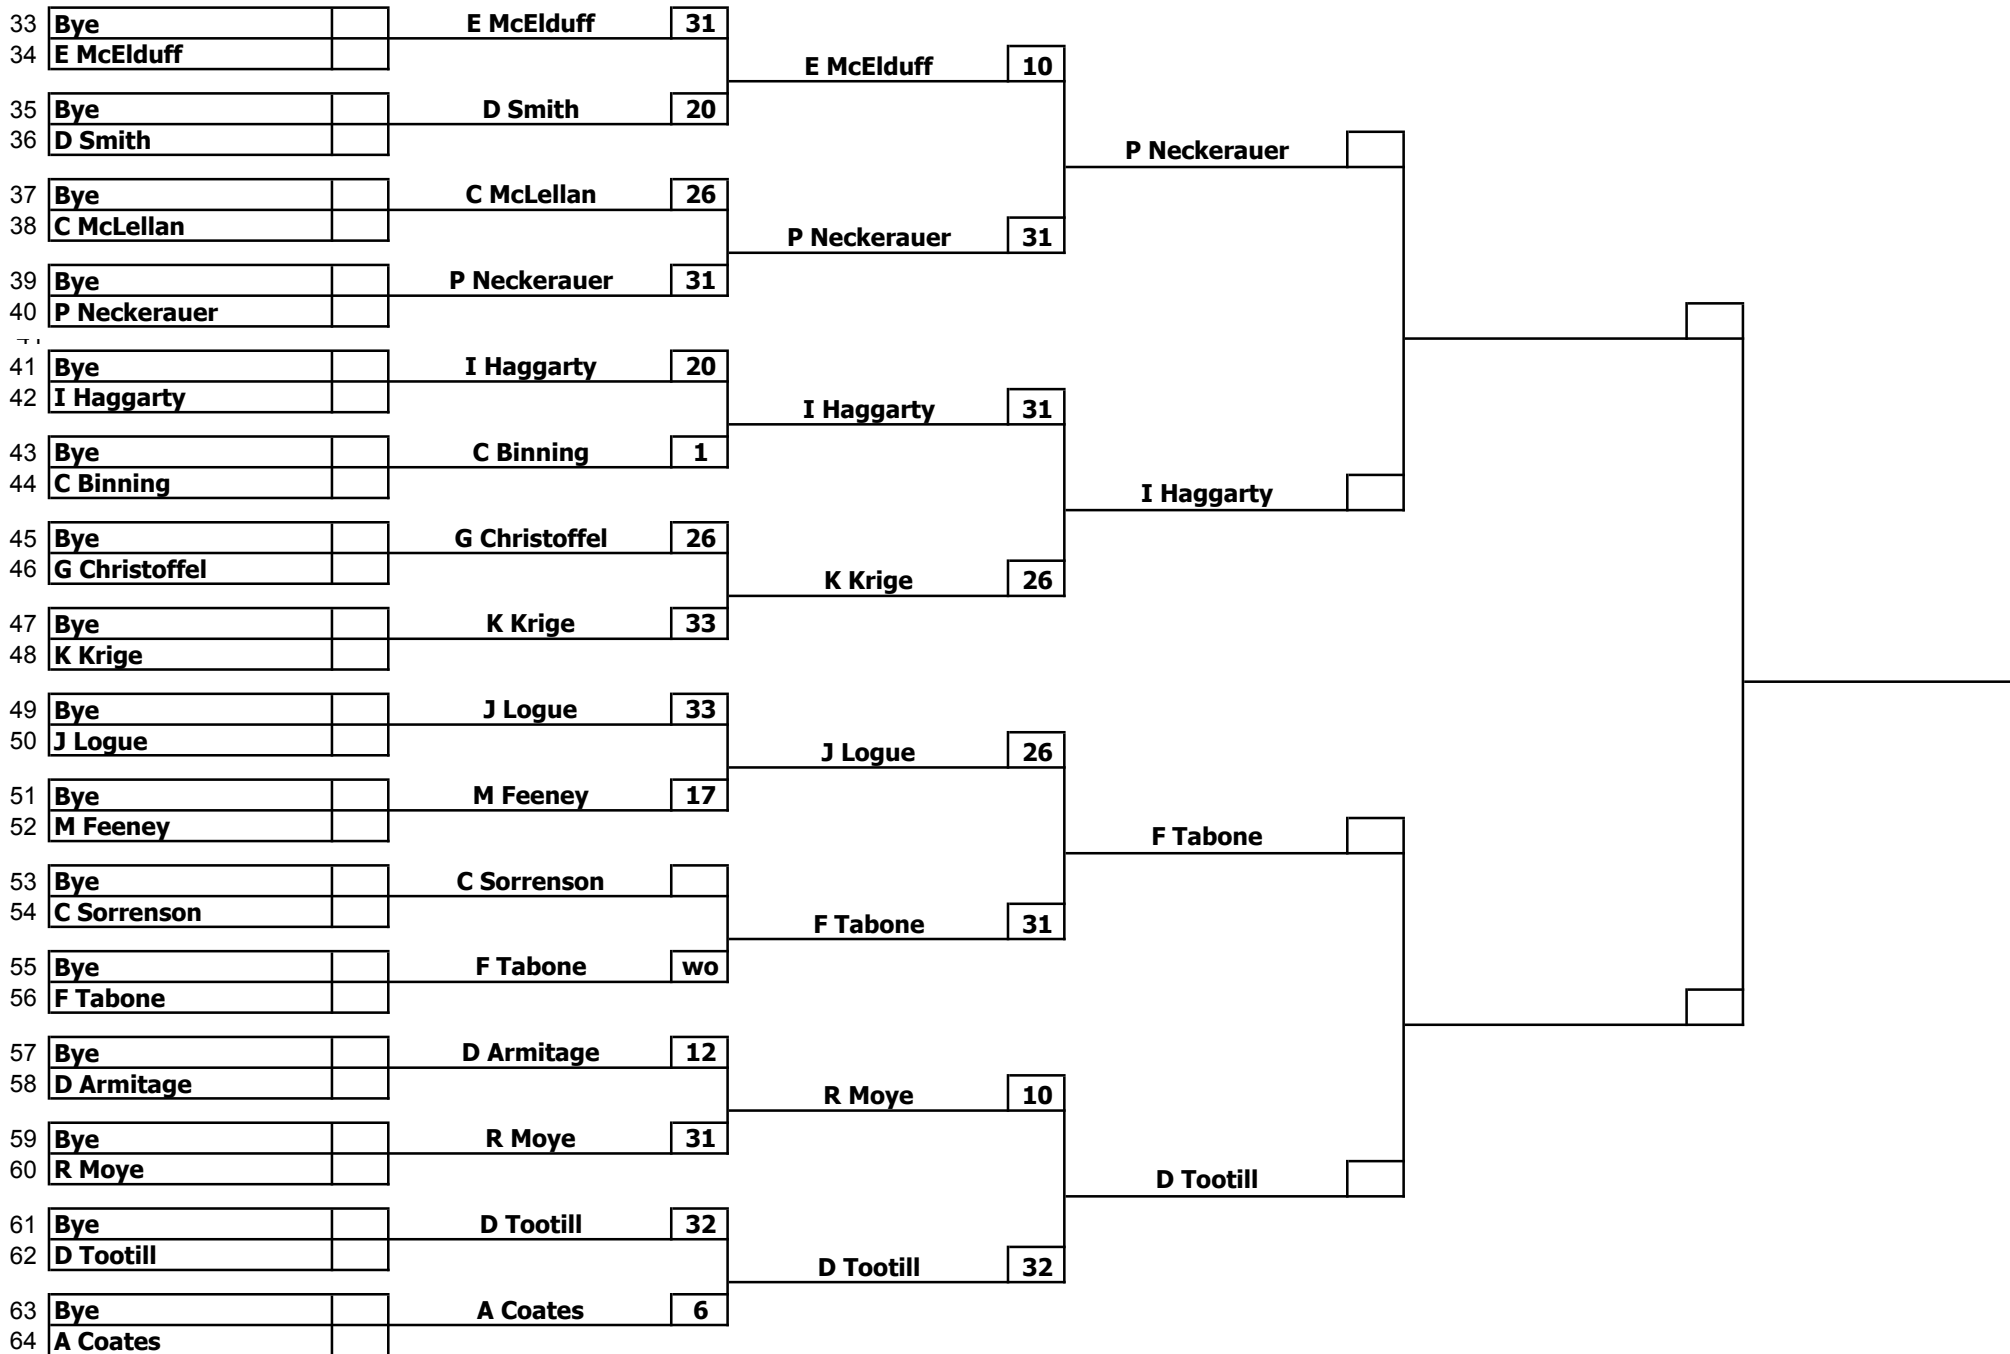 33 Bye E McElduff 31
34 E McElduff
E McElduff 10
35 Bye D Smith 20
36 D Smith
P Neckerauer
37 Bye C McLellan 26
38 C McLellan
P Neckerauer 31
39 Bye P Neckerauer 31
40 P Neckerauer
41 Bye I Haggarty 20
42 I Haggarty
I Haggarty 31
43 Bye C Binning 1
44 C Binning
I Haggarty
45 Bye G Christoffel 26
46 G Christoffel
K Krige 26
47 Bye K Krige 33
48 K Krige
49 Bye J Logue 33
50 J Logue
J Logue 26
51 Bye M Feeney 17
52 M Feeney
F Tabone
53 Bye C Sorrenson
54 C Sorrenson
F Tabone 31
55 Bye F Tabone wo
56 F Tabone
57 Bye D Armitage 12
58 D Armitage
R Moye 10
59 Bye R Moye 31
60 R Moye
D Tootill
61 Bye D Tootill 32
62 D Tootill
D Tootill 32
63 Bye A Coates 6
64 A Coates